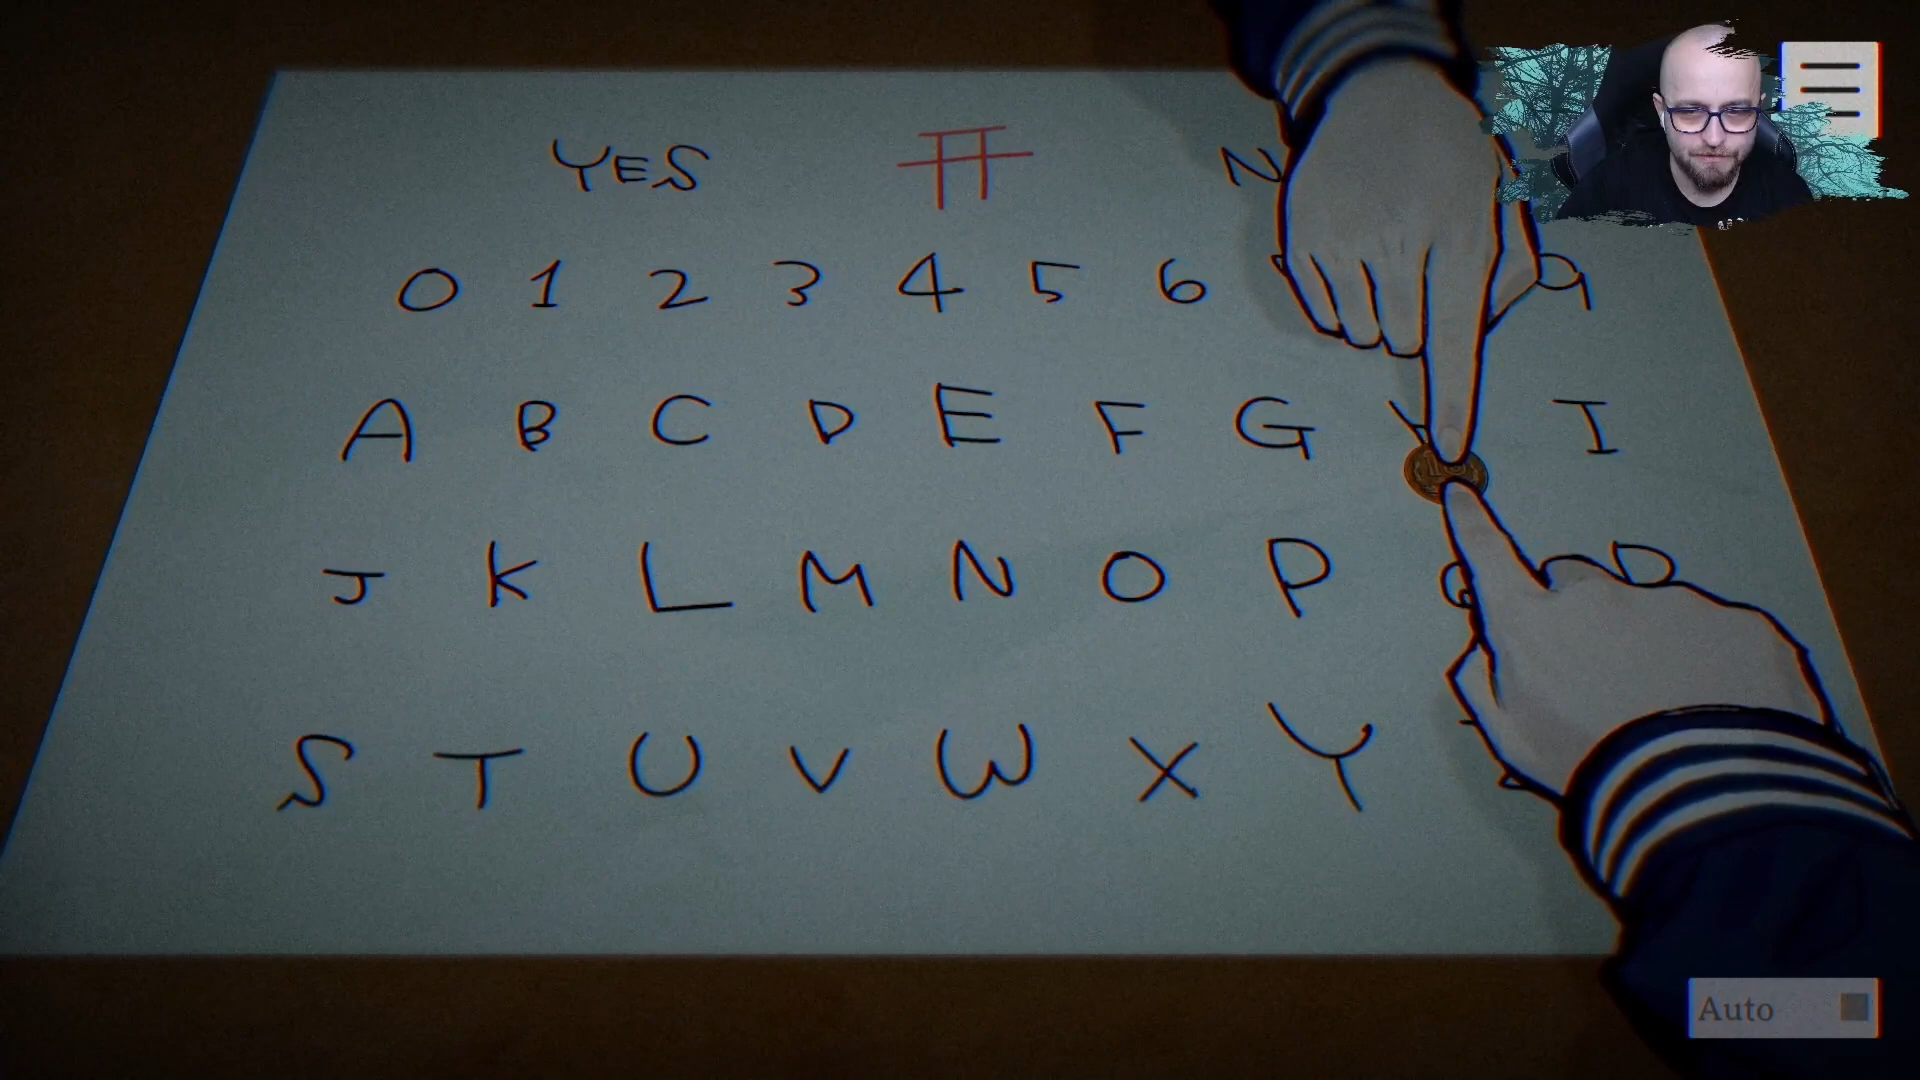 YES
0 1 2 3 4 5 6 9
A B C D E F G I
J K L M N O P
S T U V W X Y
Auto